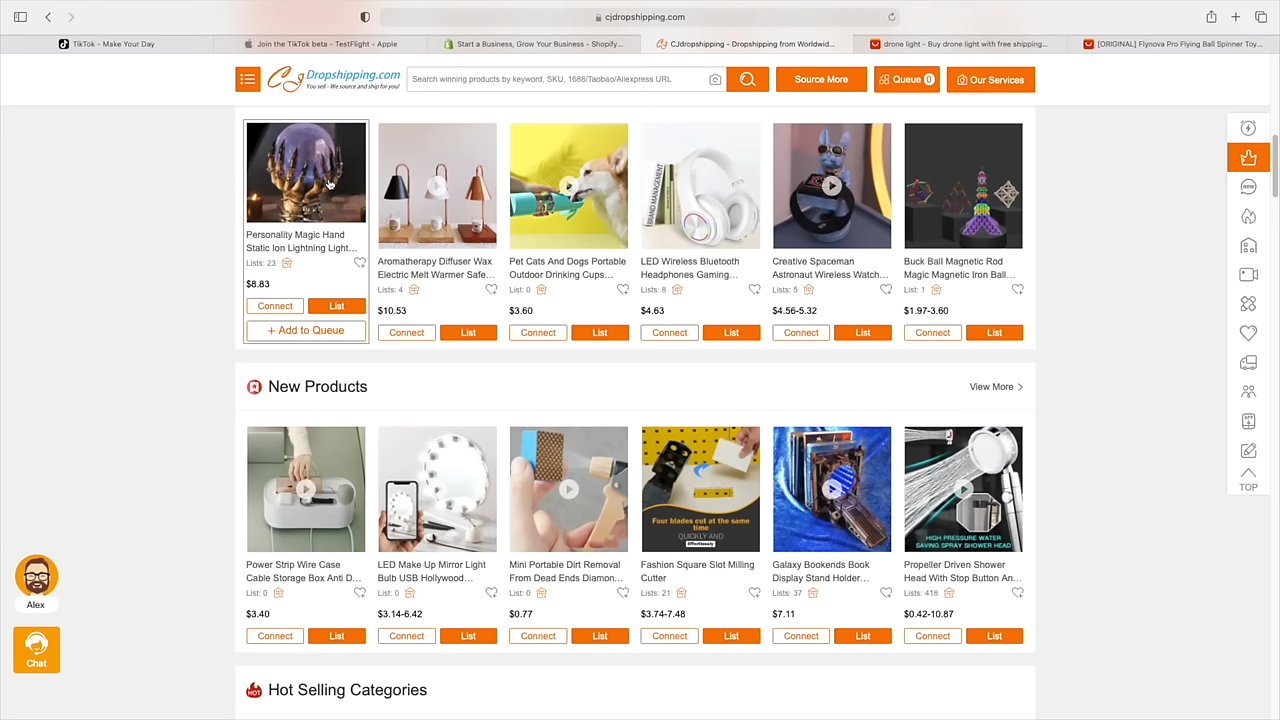 cjdropshipping.com
TikTok - Make Your Day
Join the TikTok beta - TestFlight - Apple
Start a Business, Grow Your Business - Shopify...
CJdropshipping - Dropshipping from Worldwid...
drone light - Buy drone light with free shipping...
[ORIGINAL] Flynova Pro Flying Ball Spinner Toy...
Dropshipping.com
You sell - We source and ship for you!
Search winning products by keyword, SKU, 1688/Taobao/Aliexpress URL
Source More
Queue 0
Our Services
Personality Magic Hand
Static Ion Lightning Light...
Lists: 23
$8.83
Connect
List
+ Add to Queue
Aromatherapy Diffuser Wax
Electric Melt Warmer Safe...
Lists: 4
$10.53
Connect
List
Pet Cats And Dogs Portable
Outdoor Drinking Cups...
List: 0
$3.60
Connect
List
BRAND MANAGEMENT
LED Wireless Bluetooth
Headphones Gaming...
Lists: 8
$4.63
Connect
List
Creative Spaceman
Astronaut Wireless Watch...
Lists: 5
$4.56-5.32
Connect
List
Buck Ball Magnetic Rod
Magic Magnetic Iron Ball...
List: 1
$1.97-3.60
Connect
List
New Products
View More
Power Strip Wire Case
Cable Storage Box Anti D...
List: 0
$3.40
Connect
List
LED Make Up Mirror Light
Bulb USB Hollywood...
Lists: 0
$3.14-6.42
Connect
List
Mini Portable Dirt Removal
From Dead Ends Diamon...
List: 0
$0.77
Connect
List
Four blades cut at the same
time
QUICKLY AND
Effortlessly
Fashion Square Slot Milling
Cutter
Lists: 21
$3.74-7.48
Connect
List
Galaxy Bookends Book
Display Stand Holder...
Lists: 37
$7.11
Connect
List
HIGH PRESSURE WATER
SAVING SPRAY SHOWER HEAD
Propeller Driven Shower
Head With Stop Button An...
Lists: 418
$0.42-10.87
Connect
List
HOT
Hot Selling Categories
Alex
Chat
NEW
APP
TOP